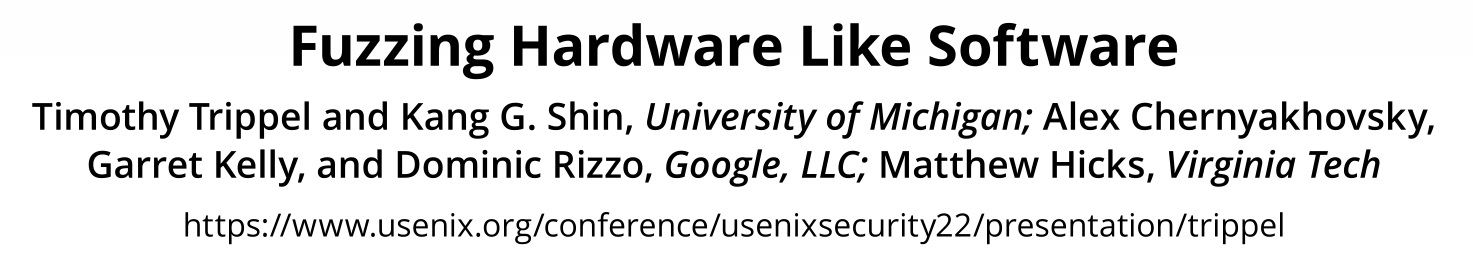 Fuzzing Hardware Like Software
Timothy Trippel and Kang G. Shin, University of Michigan; Alex Chernyakhovsky,
Garret Kelly, and Dominic Rizzo, Google, LLC; Matthew Hicks, Virginia Tech
https://www.usenix.org/conference/usenixsecurity22/presentation/trippel